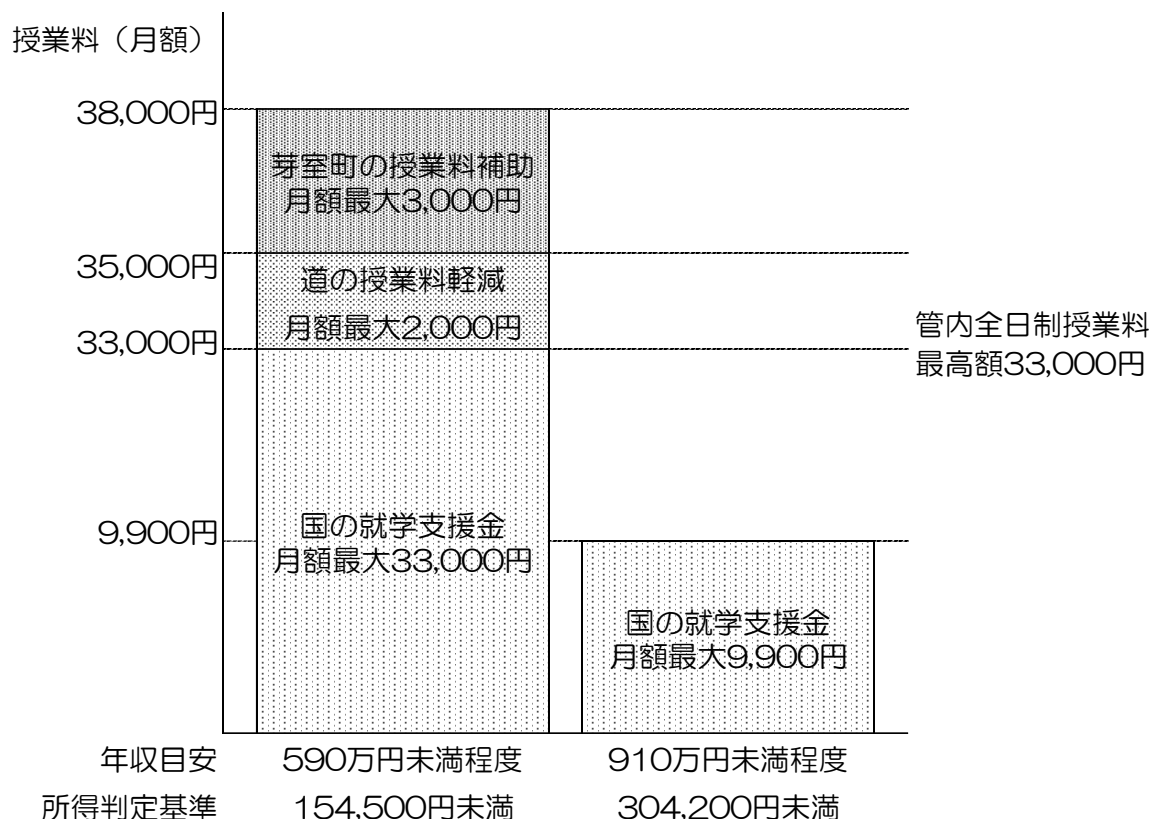 授業料（月額）
38,000円
芽室町の授業料補助
月額最大3,000円
35,000円
道の授業料軽減
月額最大2,000円
33,000円
管内全日制授業料
最高額33,000円
9,900円
国の就学支援金
月額最大33,000円
国の就学支援金
月額最大9,900円
年収目安 590万円未満程度 910万円未満程度
所得判定基準 154,500円未満 304,200円未満